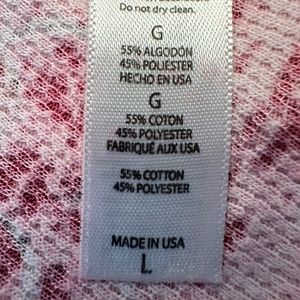 Do not dry clean.
G
55% ALGODÓN
45% POLIESTER
HECHO EN USA
G
55% COTON
45% POLYESTER
FABRIQUÉ AUX USA
55% COTTON
45% POLYESTER
MADE IN USA
L